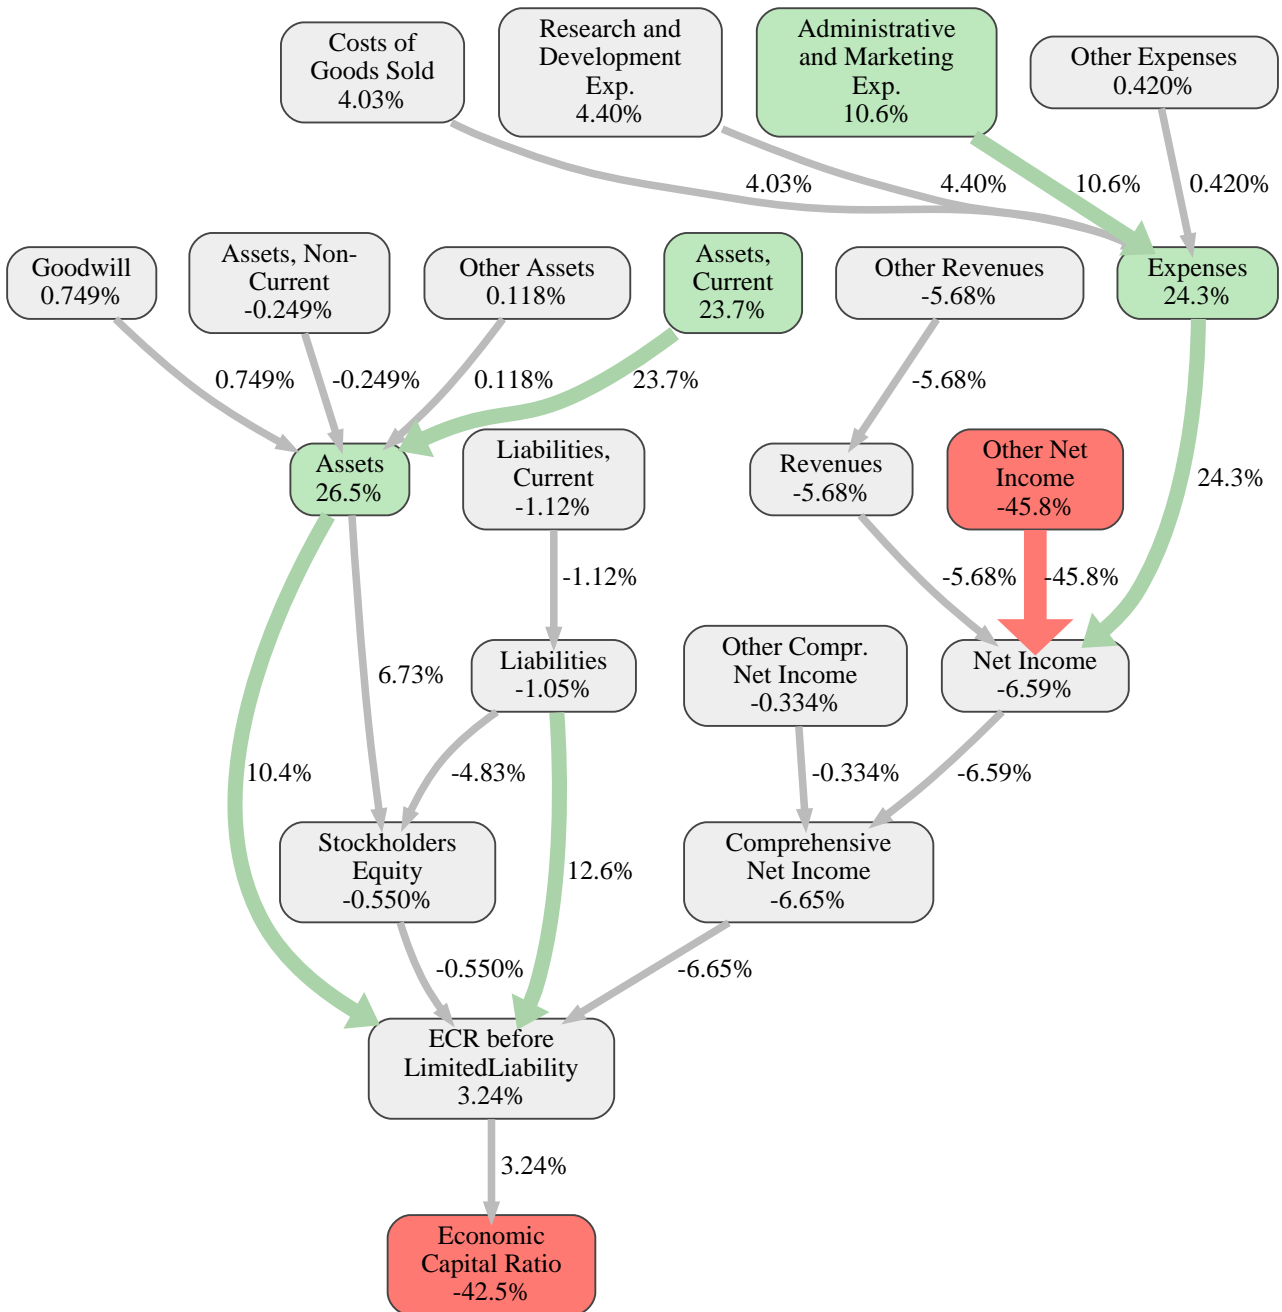 Costs of
Goods Sold
4.03%
Research and
Development
Exp.
4.40%
Administrative
and Marketing
Exp.
10.6%
Other Expenses
0.420%
4.03%
4.40%
10.6%
0.420%
Goodwill
0.749%
Assets, Non-
Current
-0.249%
Other Assets
0.118%
Assets,
Current
23.7%
Other Revenues
-5.68%
Expenses
24.3%
0.749%
-0.249%
0.118%
23.7%
-5.68%
24.3%
Assets
26.5%
Liabilities,
Current
-1.12%
Revenues
-5.68%
Other Net
Income
-45.8%
-1.12%
-5.68%
-45.8%
6.73%
Liabilities
-1.05%
Other Compr.
Net Income
-0.334%
Net Income
-6.59%
10.4%
-4.83%
-0.334%
-6.59%
Stockholders
Equity
-0.550%
12.6%
Comprehensive
Net Income
-6.65%
-0.550%
-6.65%
ECR before
LimitedLiability
3.24%
3.24%
Economic
Capital Ratio
-42.5%